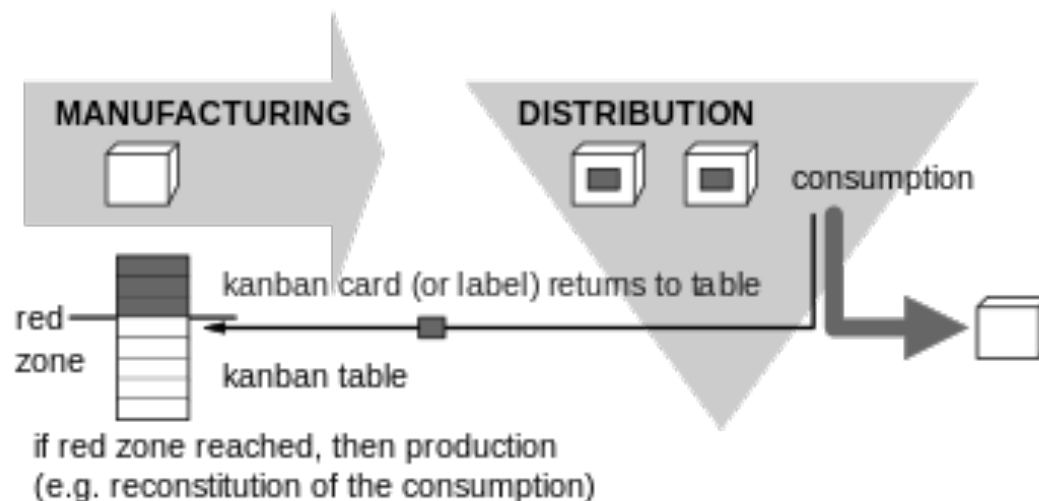 MANUFACTURING
DISTRIBUTION
consumption
kanban card (or label) returns to table
red
zone
kanban table
if red zone reached, then production
(e.g. reconstitution of the consumption)